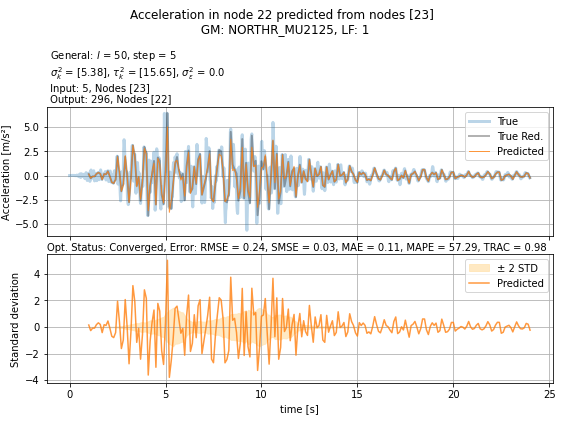 Acceleration in node 22 predicted from nodes [23]
GM: NORTHR_MU2125, LF: 1
General: l = 50, step = 5
σ²ₖ = [5.38], τ²ₖ = [15.65], σ²ε = 0.0
Input: 5, Nodes [23]
Output: 296, Nodes [22]
Acceleration [m/s²]
5.0
2.5
0.0
−2.5
−5.0
True
True Red.
Predicted
Opt. Status: Converged, Error: RMSE = 0.24, SMSE = 0.03, MAE = 0.11, MAPE = 57.29, TRAC = 0.98
Standard deviation
4
2
0
−2
−4
± 2 STD
Predicted
0 5 10 15 20 25
time [s]